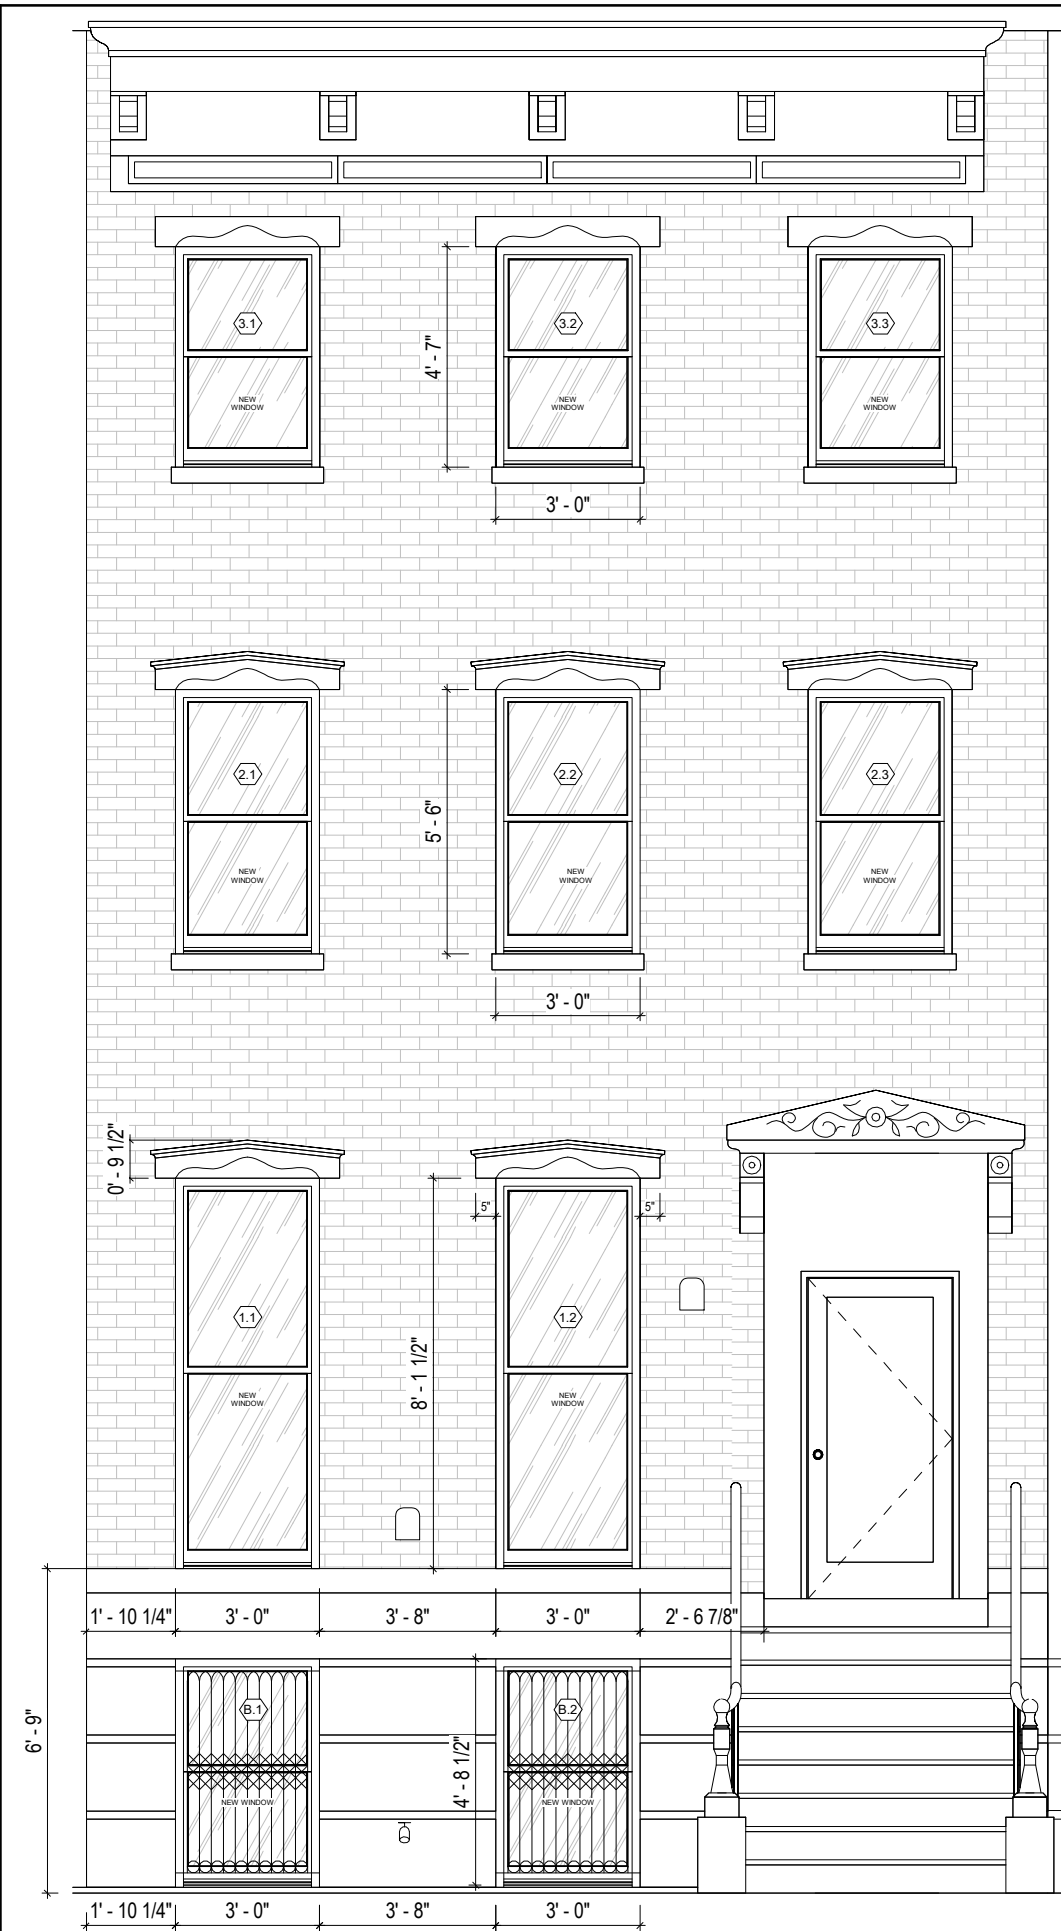 3.1
3.2
3.3
4' - 7"
NEW
WINDOW
NEW
WINDOW
NEW
WINDOW
3' - 0"
2.1
2.2
2.3
5' - 6"
NEW
WINDOW
NEW
WINDOW
NEW
WINDOW
3' - 0"
0' - 9 1/2"
5"
5"
1.1
1.2
8' - 1 1/2"
NEW
WINDOW
NEW
WINDOW
1' - 10 1/4"
3' - 0"
3' - 8"
3' - 0"
2' - 6 7/8"
6' - 9"
B.1
B.2
4' - 8 1/2"
NEW WINDOW
NEW WINDOW
1' - 10 1/4"
3' - 0"
3' - 8"
3' - 0"